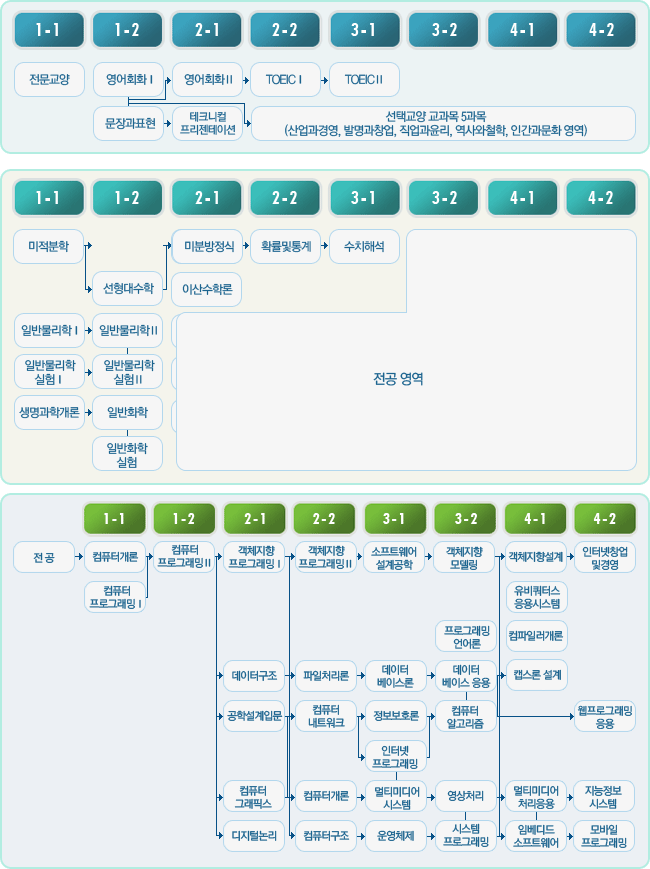 1-1 1-2 2-1 2-2 3-1 3-2 4-1 4-2
전문교양 영어회화 I 영어회화 II TOEIC I TOEIC II
문장과표현 테크니컬 프리젠테이션 선택교양 교과목 5과목
(산업과경영, 발명과창업, 직업과윤리, 역사와철학, 인간과문화 영역)
1-1 1-2 2-1 2-2 3-1 3-2 4-1 4-2
미적분학 미분방정식 확률및통계 수치해석
선형대수학 이산수학론
일반물리학 I 일반물리학 II
일반물리학 실험 I 일반물리학 실험 II
전공 영역
생명과학개론 일반화학
일반화학 실험
1-1 1-2 2-1 2-2 3-1 3-2 4-1 4-2
전 공 컴퓨터개론 컴퓨터 프로그래밍 II 객체지향 프로그래밍 I 객체지향 프로그래밍 II 소프트웨어 설계공학 객체지향 모델링 객체지향설계 인터넷창업 및경영
컴퓨터 프로그래밍 I 유비쿼터스 응용시스템
프로그래밍 언어론 컴파일러개론
데이터구조 파일처리론 데이터 베이스론 데이터 베이스 응용 캡스톤 설계
공학설계입문 컴퓨터 네트워크 정보보호론 컴퓨터 알고리즘 웹프로그래밍 응용
인터넷 프로그래밍
컴퓨터 그래픽스 컴퓨터개론 멀티미디어 시스템 영상처리 멀티미디어 처리응용 지능정보 시스템
디지털논리 컴퓨터구조 운영체제 시스템 프로그래밍 임베디드 소프트웨어 모바일 프로그래밍